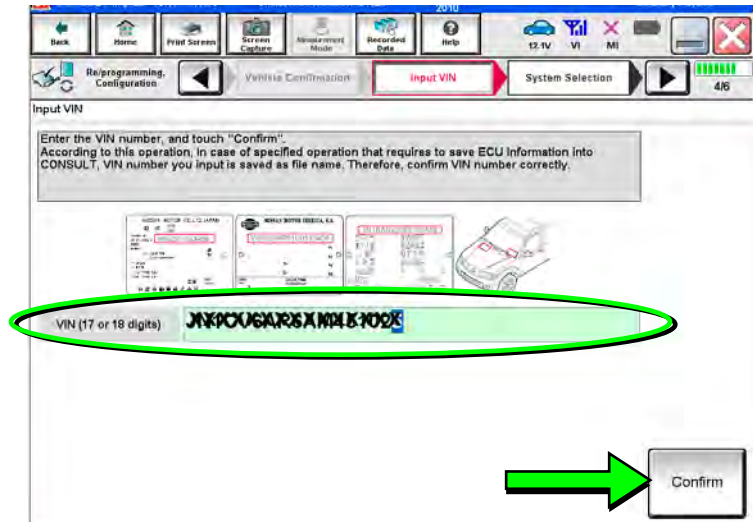 2010
Back
Home
Print Screen
Screen Capture
Measurement Mode
Recorded Data
Help
12.1V
VI
MI
Re/programming, Configuration
Vehicle Confirmation
Input VIN
System Selection
4/6
Input VIN
Enter the VIN number, and touch "Confirm".
According to this operation, in case of specified operation that requires to save ECU information into
CONSULT, VIN number you input is saved as file name. Therefore, confirm VIN number correctly.
VIN (17 or 18 digits)
Confirm